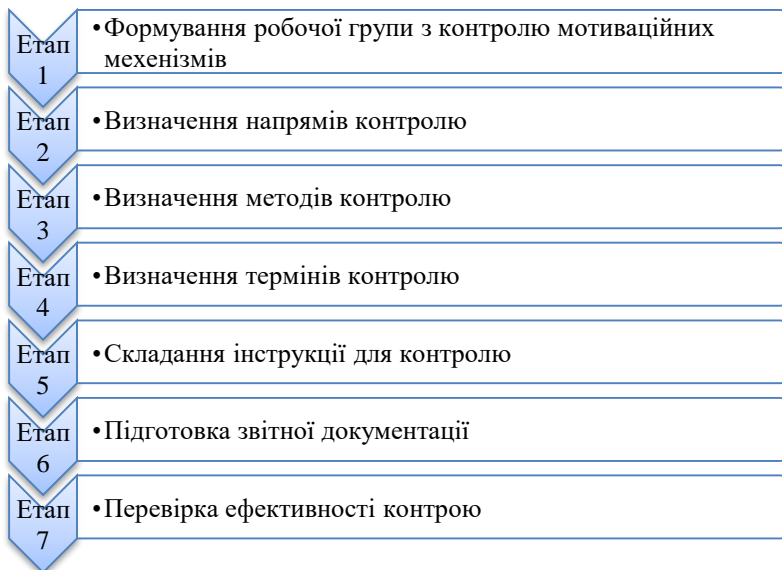 Етап
1
•Формування робочої групи з контролю мотиваційних
мехенізмів
Етап
2
•Визначення напрямів контролю
Етап
3
•Визначення методів контролю
Етап
4
•Визначення термінів контролю
Етап
5
•Складання інструкції для контролю
Етап
6
•Підготовка звітної документації
Етап
7
•Перевірка ефективності контрою